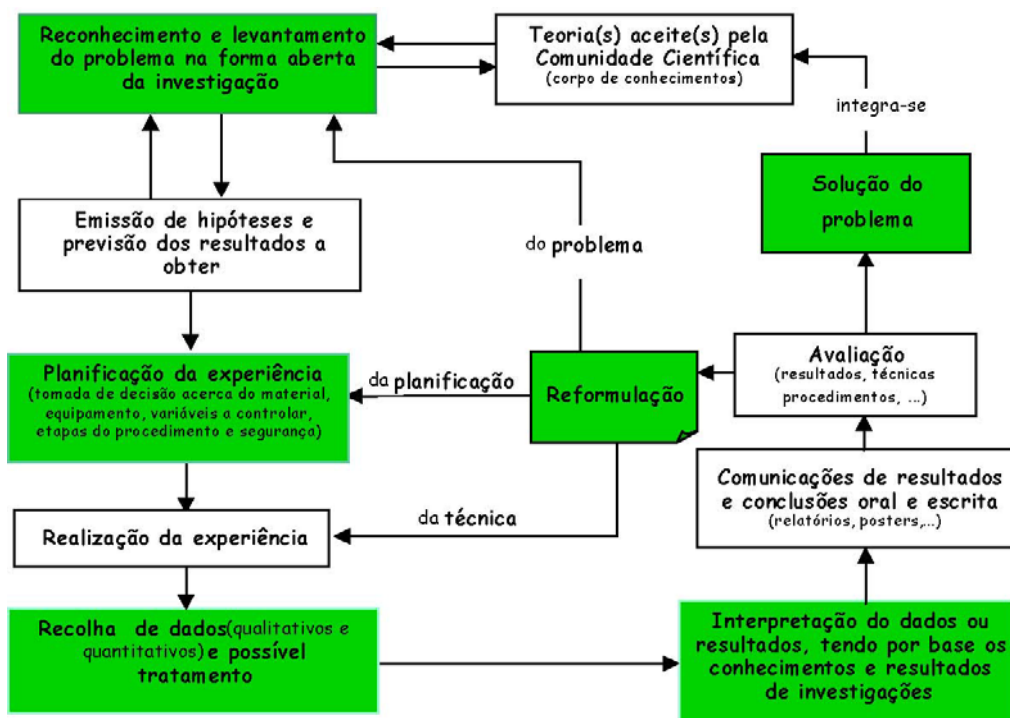 Reconhecimento e levantamento
do problema na forma aberta
da investigação
Teoria(s) aceite(s) pela
Comunidade Científica
(corpo de conhecimentos)
integra-se
Solução do
problema
Emissão de hipóteses e
previsão dos resultados a
obter
do problema
Planificação da experiência
(tomada de decisão acerca do material,
equipamento, variáveis a controlar,
etapas do procedimento e segurança)
da planificação
Reformulação
Avaliação
(resultados, técnicas
procedimentos, ...)
Comunicações de resultados
e conclusões oral e escrita
(relatórios, posters,...)
da técnica
Realização da experiência
Recolha de dados(qualitativos e
quantitativos) e possível
tratamento
Interpretação do dados ou
resultados, tendo por base os
conhecimentos e resultados
de investigações